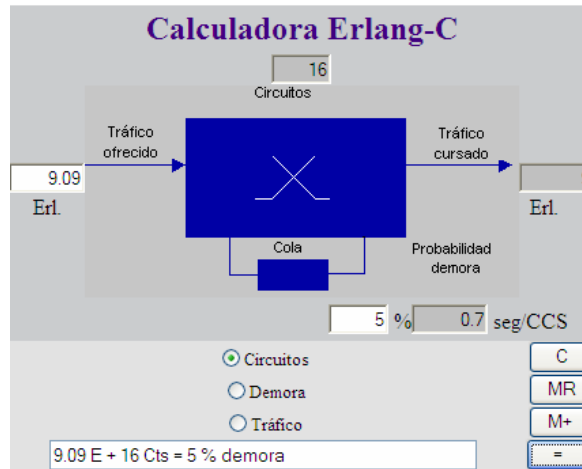 Calculadora Erlang-C
16
Circuitos
Tráfico ofrecido
Tráfico cursado
9.09
Erl.
Erl.
Cola
Probabilidad demora
5 % 0.7 seg/CCS
Circuitos
C
Demora
MR
Tráfico
M+
9.09 E + 16 Cts = 5 % demora
=